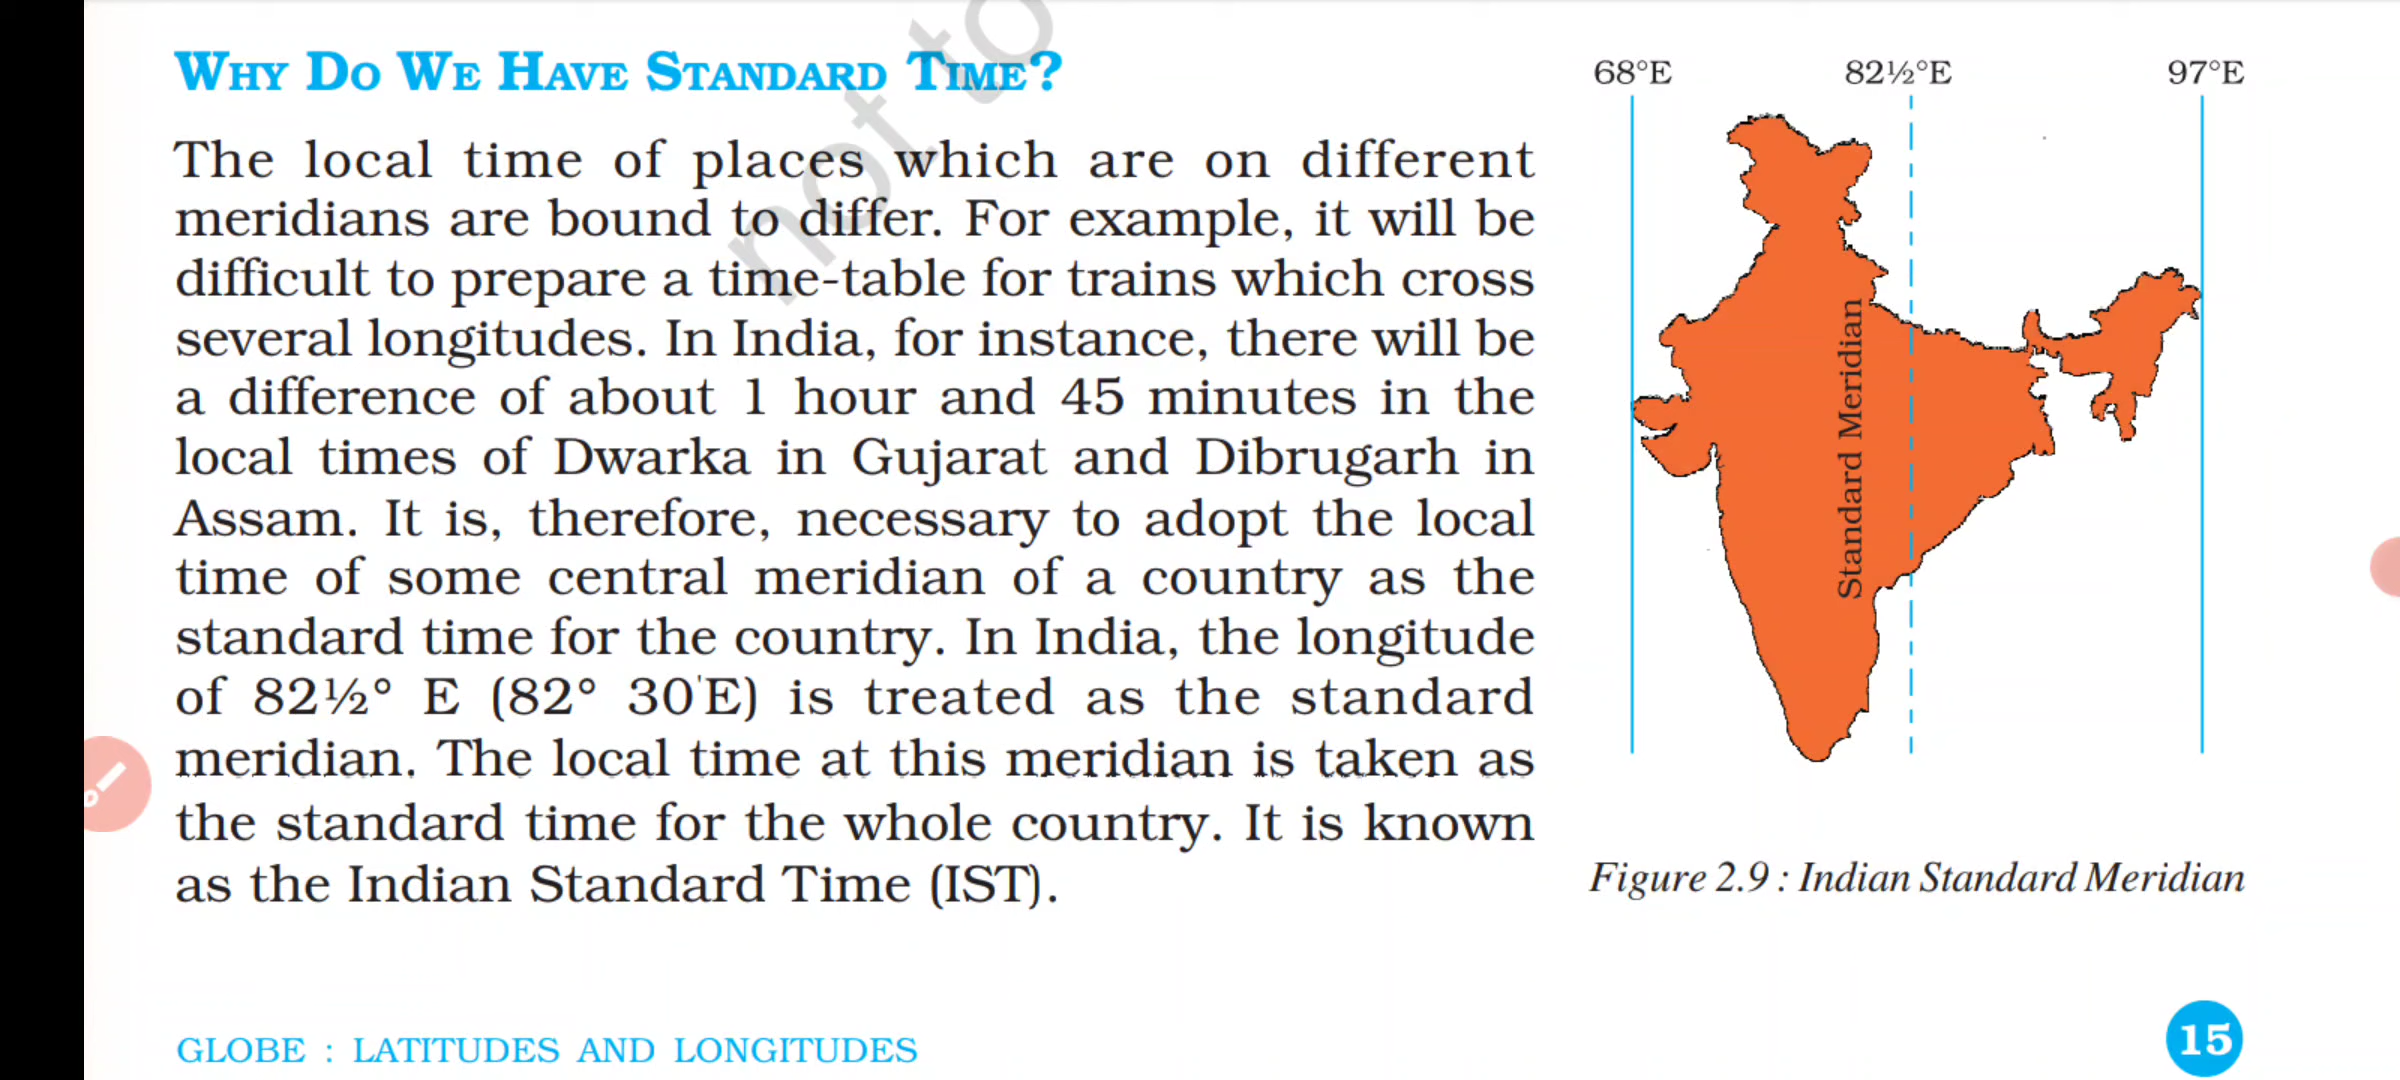 WHY DO WE HAVE STANDARD TIME?
The local time of places which are on different
meridians are bound to differ. For example, it will be
difficult to prepare a time-table for trains which cross
several longitudes. In India, for instance, there will be
a difference of about 1 hour and 45 minutes in the
local times of Dwarka in Gujarat and Dibrugarh in
Assam. It is, therefore, necessary to adopt the local
time of some central meridian of a country as the
standard time for the country. In India, the longitude
of 82½° E (82° 30'E) is treated as the standard
meridian. The local time at this meridian is taken as
the standard time for the whole country. It is known
as the Indian Standard Time (IST).
not to
68°E 82½°E 97°E
Standard Meridian
Figure 2.9 : Indian Standard Meridian
GLOBE : LATITUDES AND LONGITUDES
15